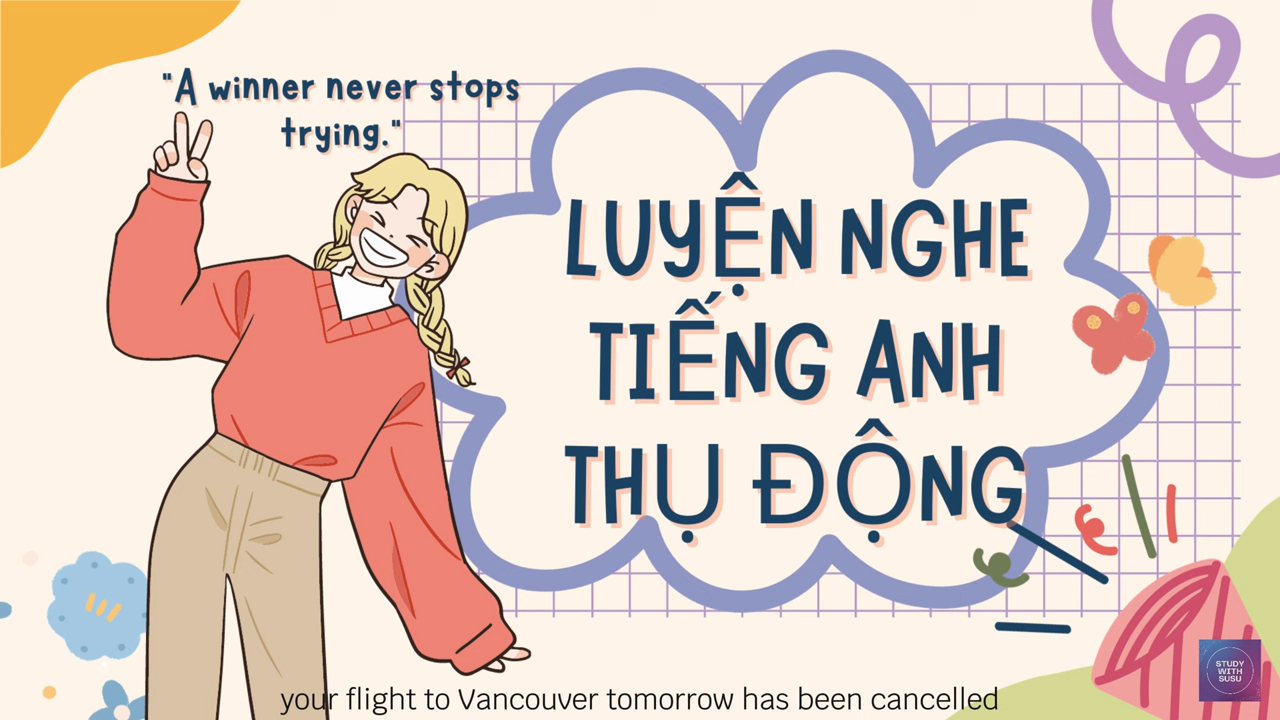 "A winner never stops
trying."
LUYỆN NGHE
TIẾNG ANH
THỤ ĐỘNG
STUDY
WITH
SUSU
your flight to Vancouver tomorrow has been cancelled